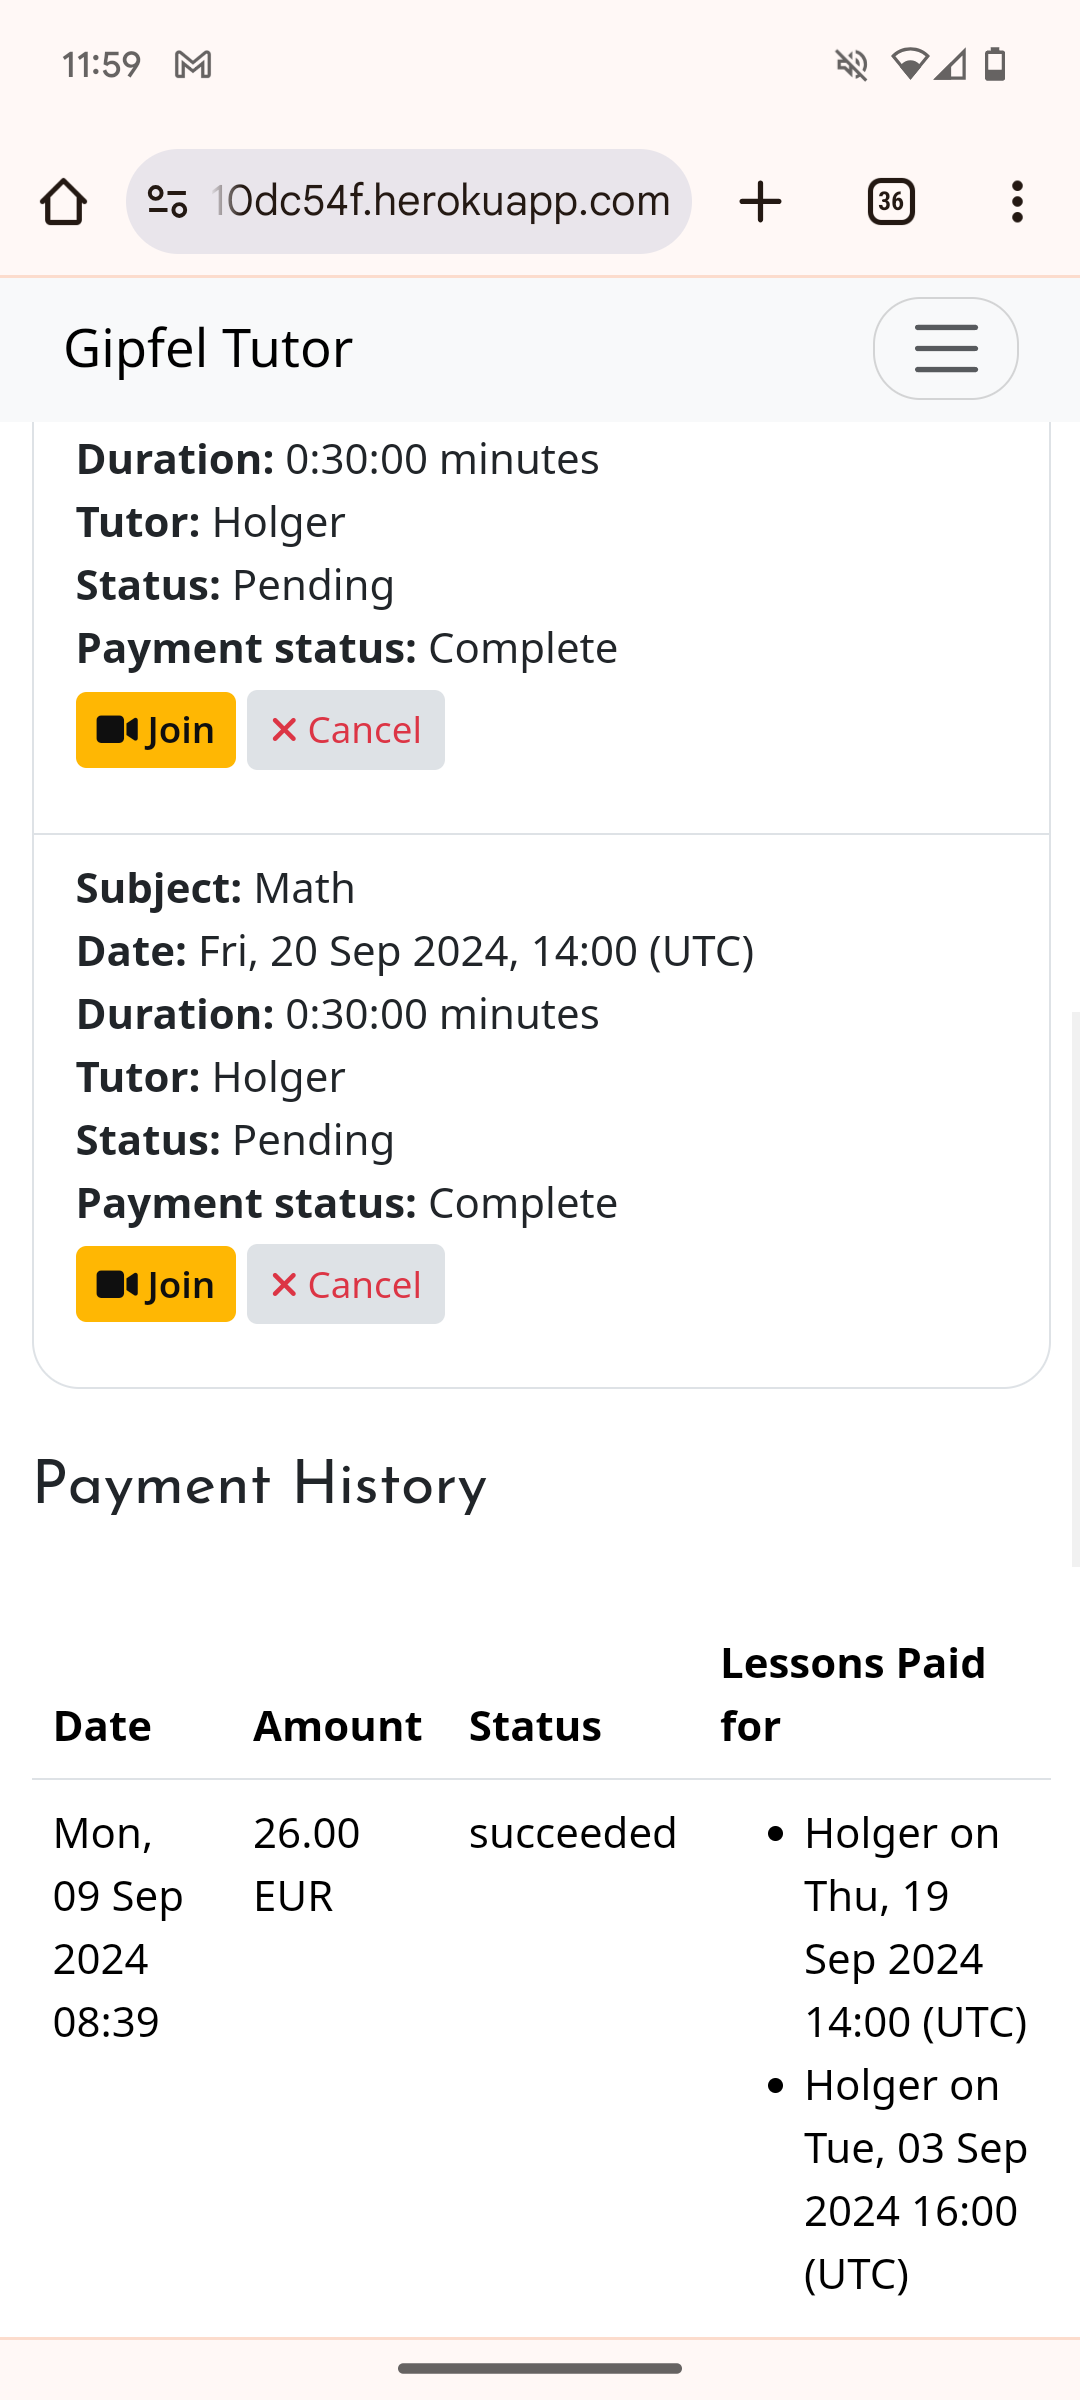 11:59
10dc54f.herokuapp.com
36
Gipfel Tutor
Duration: 0:30:00 minutes
Tutor: Holger
Status: Pending
Payment status: Complete
Join
Cancel
Subject: Math
Date: Fri, 20 Sep 2024, 14:00 (UTC)
Duration: 0:30:00 minutes
Tutor: Holger
Status: Pending
Payment status: Complete
Join
Cancel
Payment History
Date
Amount
Status
Lessons Paid
for
Mon,
09 Sep
2024
08:39
26.00
EUR
succeeded
Holger on
Thu, 19
Sep 2024
14:00 (UTC)
Holger on
Tue, 03 Sep
2024 16:00
(UTC)